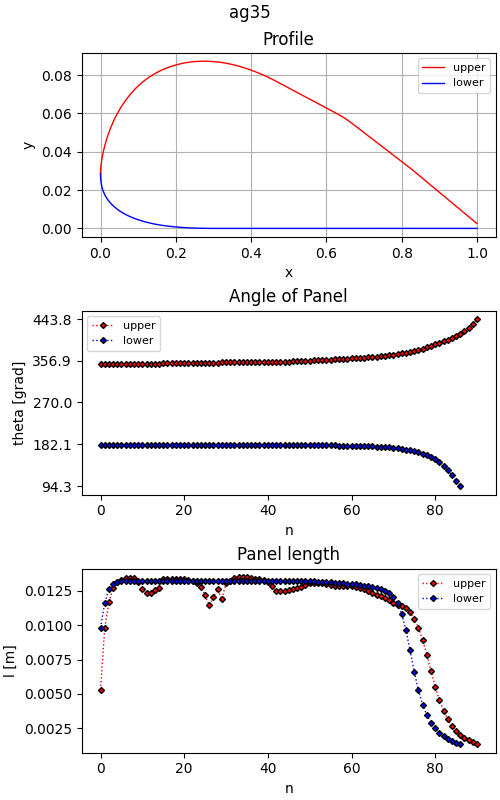 ag35
Profile
0.08
0.06
0.04
0.02
0.00
y
upper
lower
0.0 0.2 0.4 0.6 0.8 1.0
x
Angle of Panel
443.8
356.9
270.0
182.1
94.3
theta [grad]
upper
lower
0 20 40 60 80
n
Panel length
0.0125
0.0100
0.0075
0.0050
0.0025
l [m]
upper
lower
0 20 40 60 80
n